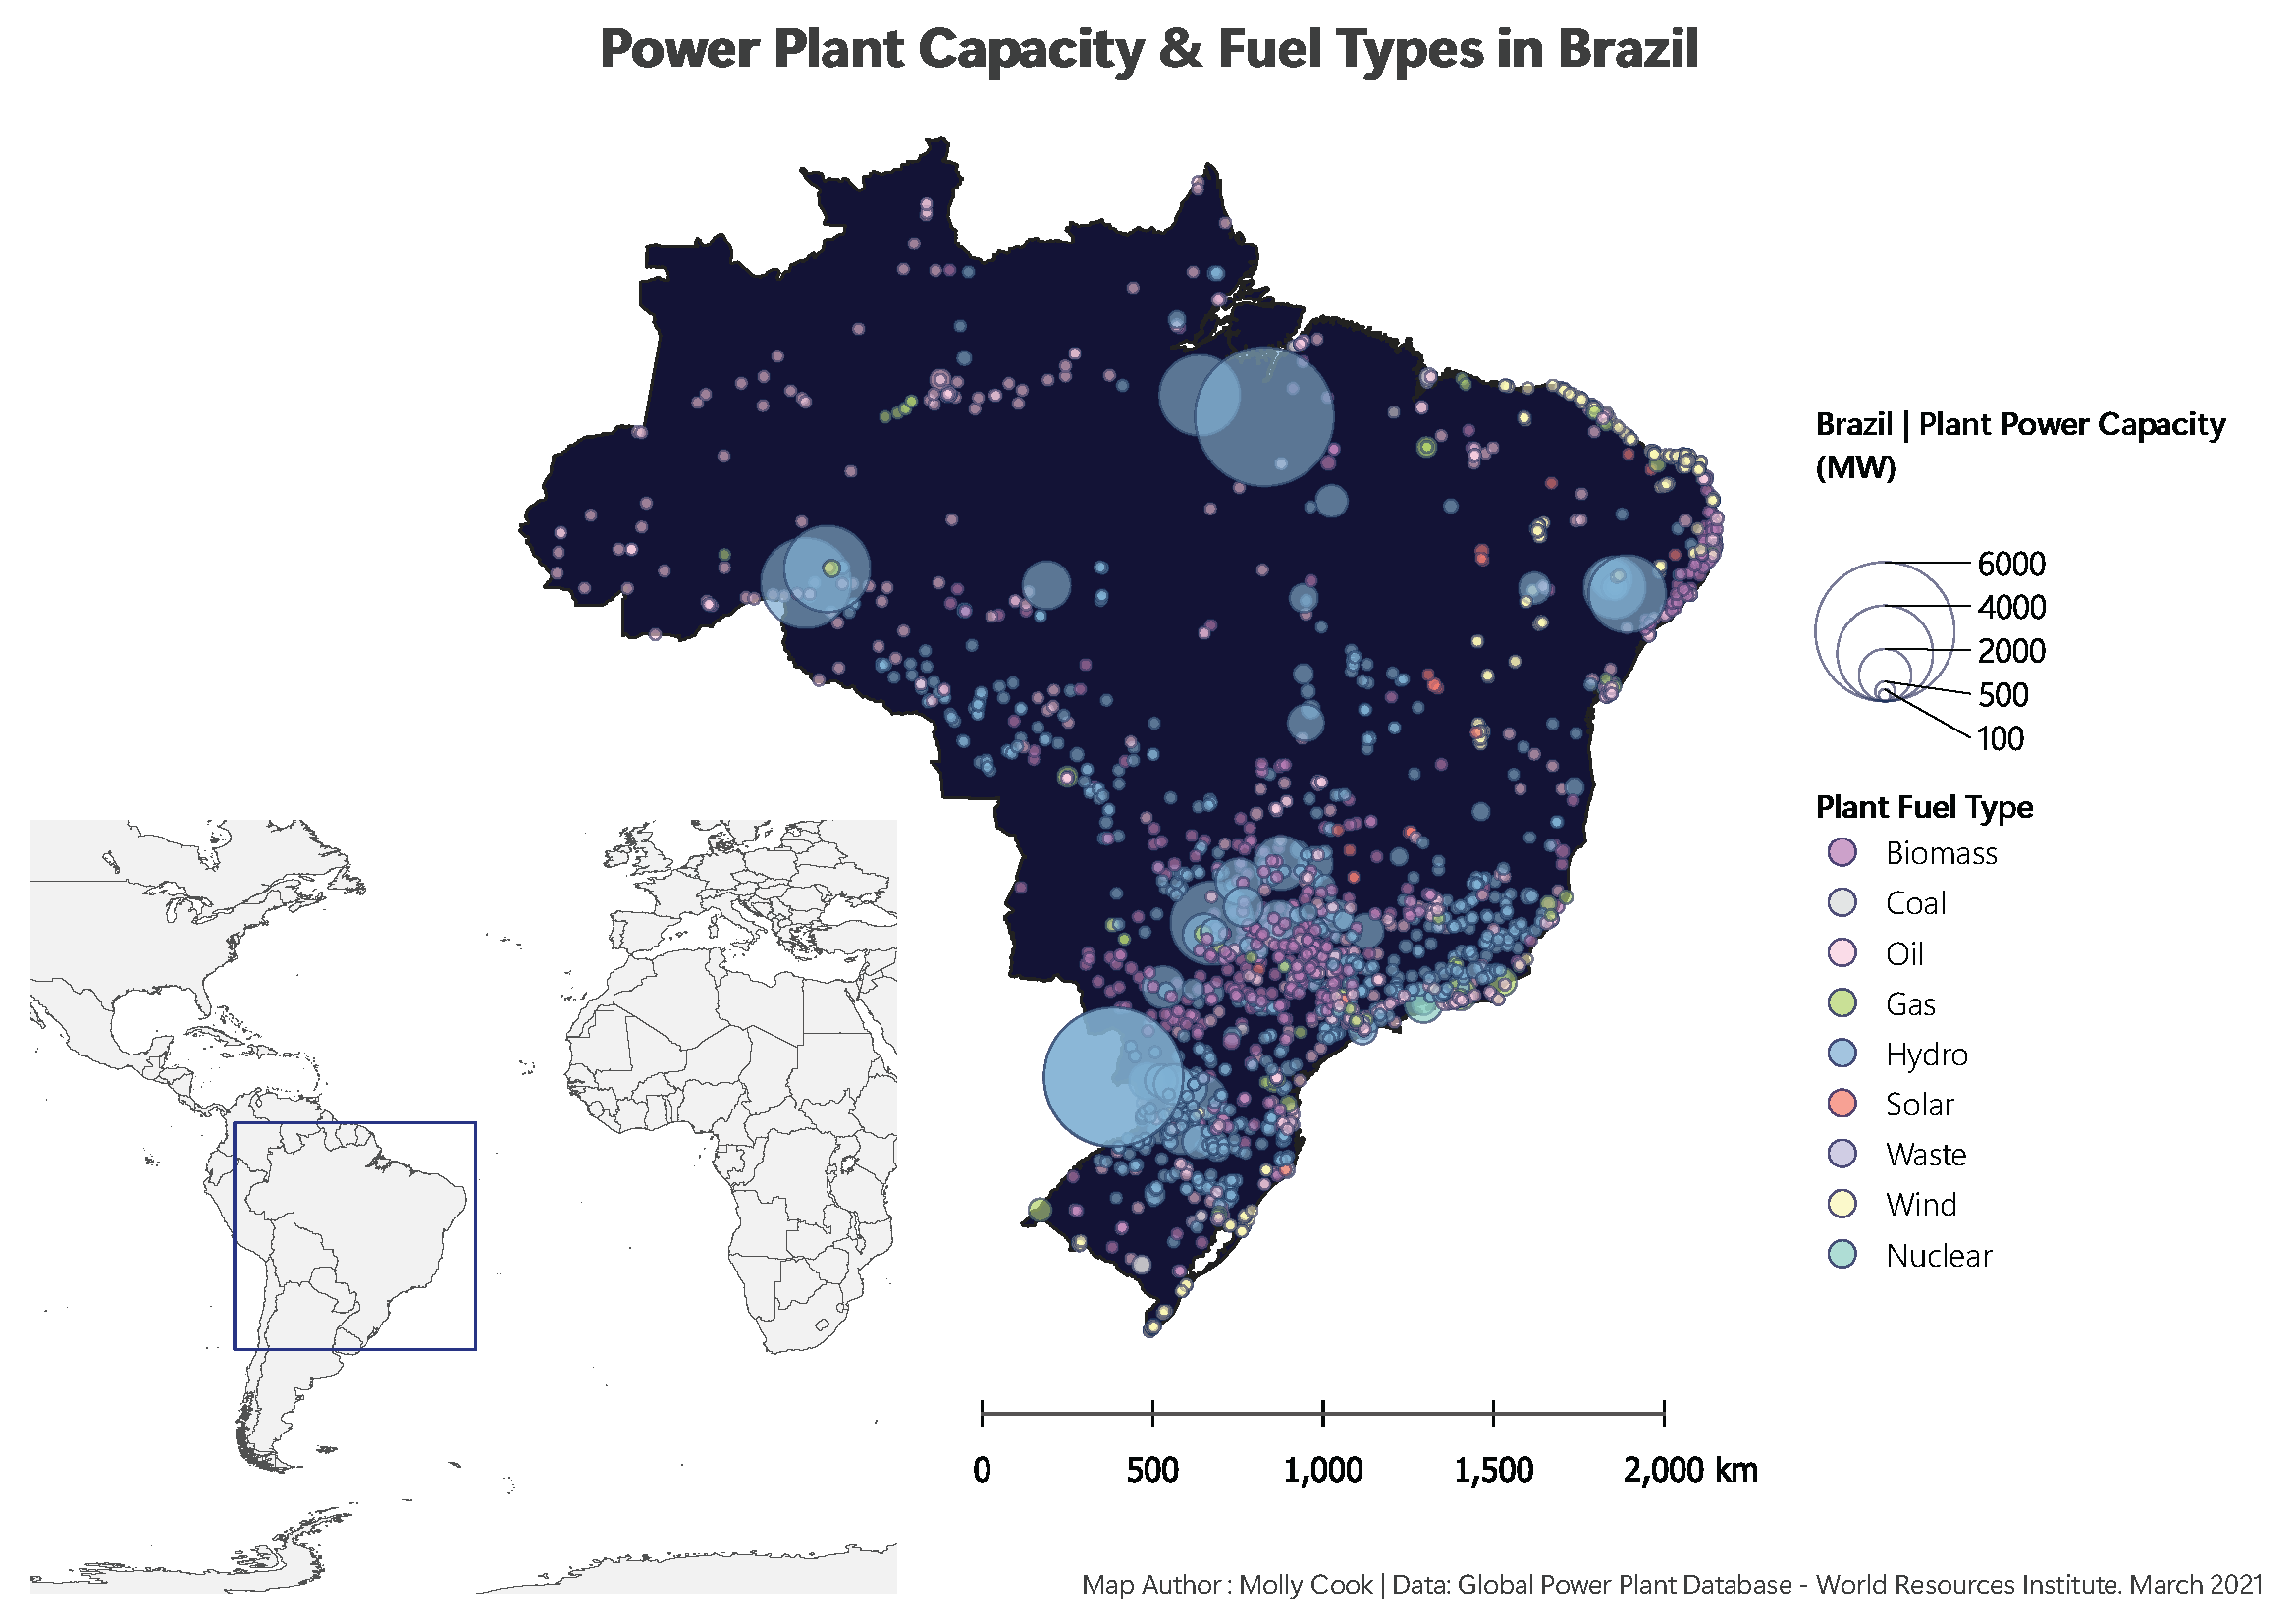 Power Plant Capacity & Fuel Types in Brazil
Brazil | Plant Power Capacity
(MW)
6000
4000
2000
500
100
Plant Fuel Type
Biomass
Coal
Oil
Gas
Hydro
Solar
Waste
Wind
Nuclear
0 500 1,000 1,500 2,000 km
Map Author : Molly Cook | Data: Global Power Plant Database - World Resources Institute. March 2021